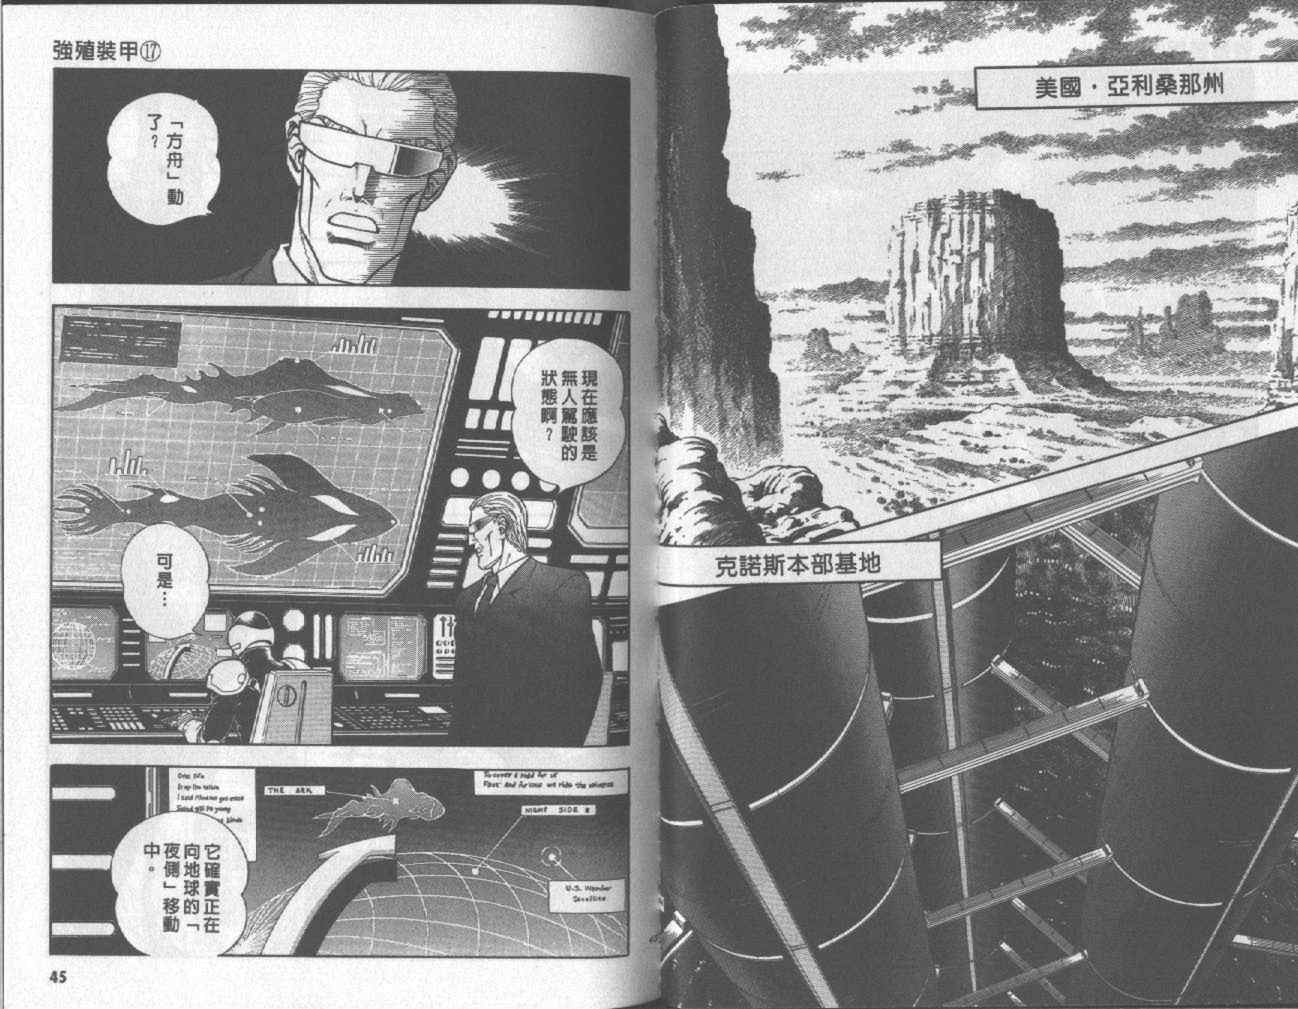 美國·亞利桑那州
克諾斯本部基地
強殖裝甲⑰
「方舟」動
了?
現在應該是
無人駕駛的
狀態啊?
可是…
THE ARK
NIGHT SIDE
U.S. Wonder
Satellite
它確實正在
向地球的「
夜側」移動
中。
45